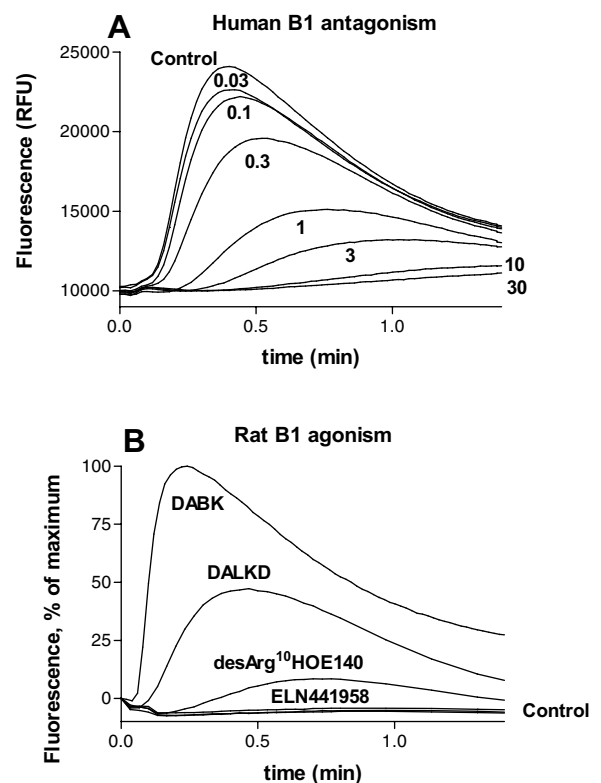 A
Human B1 antagonism
Fluorescence (RFU)
25000
20000
15000
10000
Control
0.03
0.1
0.3
1
3
10
30
0.0
0.5
1.0
time (min)
B
Rat B1 agonism
Fluorescence, % of maximum
100
75
50
25
0
DABK
DALKD
desArg¹⁰HOE140
ELN441958
Control
0.0
0.5
1.0
time (min)